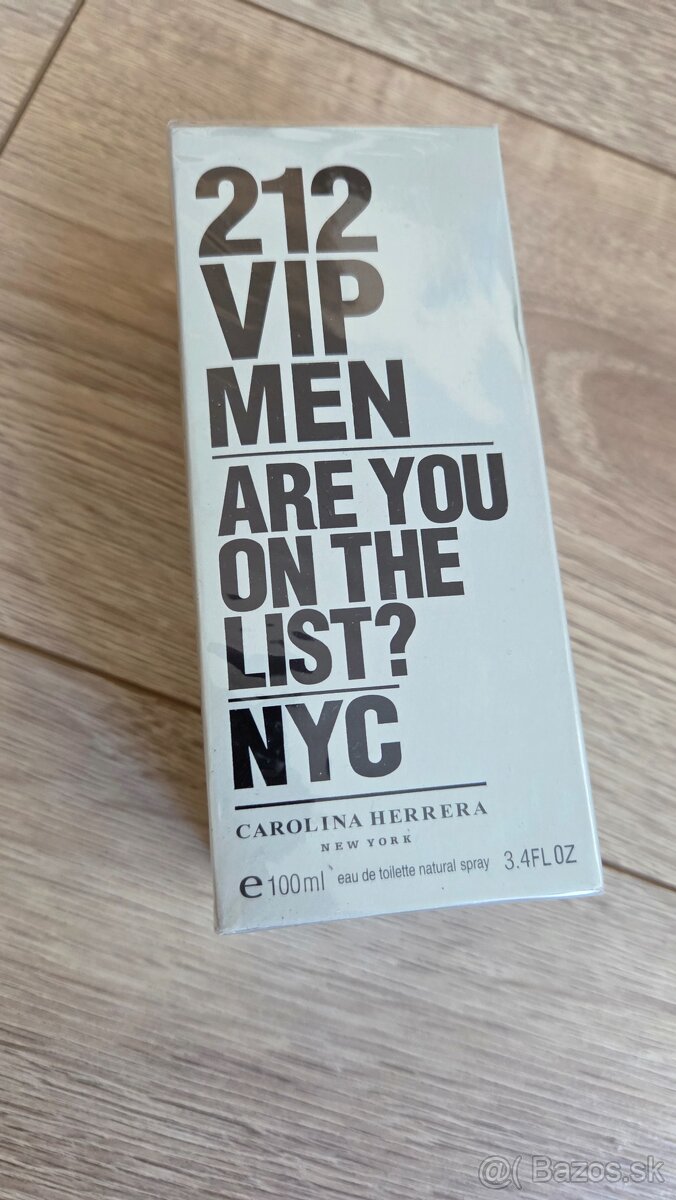 212
VIP
MEN
ARE YOU
ON THE
LIST?
NYC
CAROLINA HERRERA
NEW YORK
e 100ml eau de toilette natural spray 3.4FL OZ
@( Bazos.sk